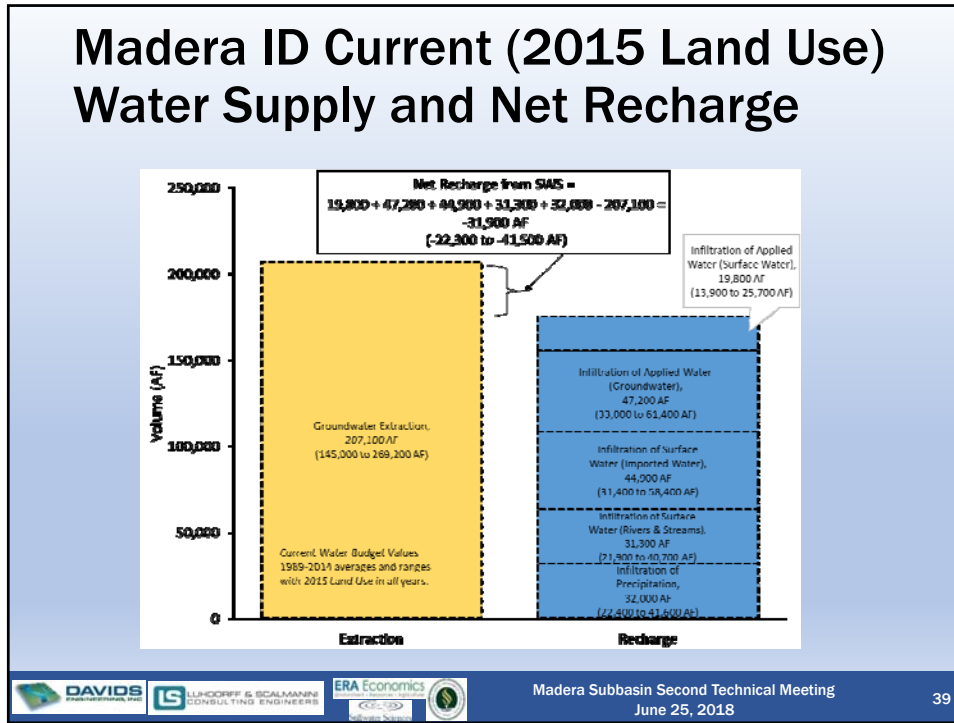 Madera ID Current (2015 Land Use)
Water Supply and Net Recharge
Net Recharge from SWS =
19,800 + 47,200 + 44,900 + 31,300 + 32,000 - 207,100 =
-31,900 AF
(-22,300 to -41,500 AF)
Infiltration of Applied
Water (Surface Water),
19,800 AF
(13,900 to 25,700 AF)
250,000
200,000
150,000
100,000
50,000
0
Volume (AF)
Groundwater Extraction,
207,100 AF
(145,000 to 269,200 AF)
Current Water Budget Values
1989-2014 averages and ranges
with 2015 Land Use in all years.
Infiltration of Applied Water
(Groundwater),
47,200 AF
(33,000 to 61,400 AF)
Infiltration of Surface
Water (Imported Water),
44,900 AF
(31,400 to 58,400 AF)
Infiltration of Surface
Water (Rivers & Streams),
31,300 AF
(21,900 to 40,700 AF)
Infiltration of
Precipitation,
32,000 AF
(22,400 to 41,600 AF)
Extraction
Recharge
DAVIDS
ENGINEERING, INC
LS
LUHDORFF & SCALMANINI
CONSULTING ENGINEERS
ERA Economics
Stillwater Sciences
Madera Subbasin Second Technical Meeting
June 25, 2018
39